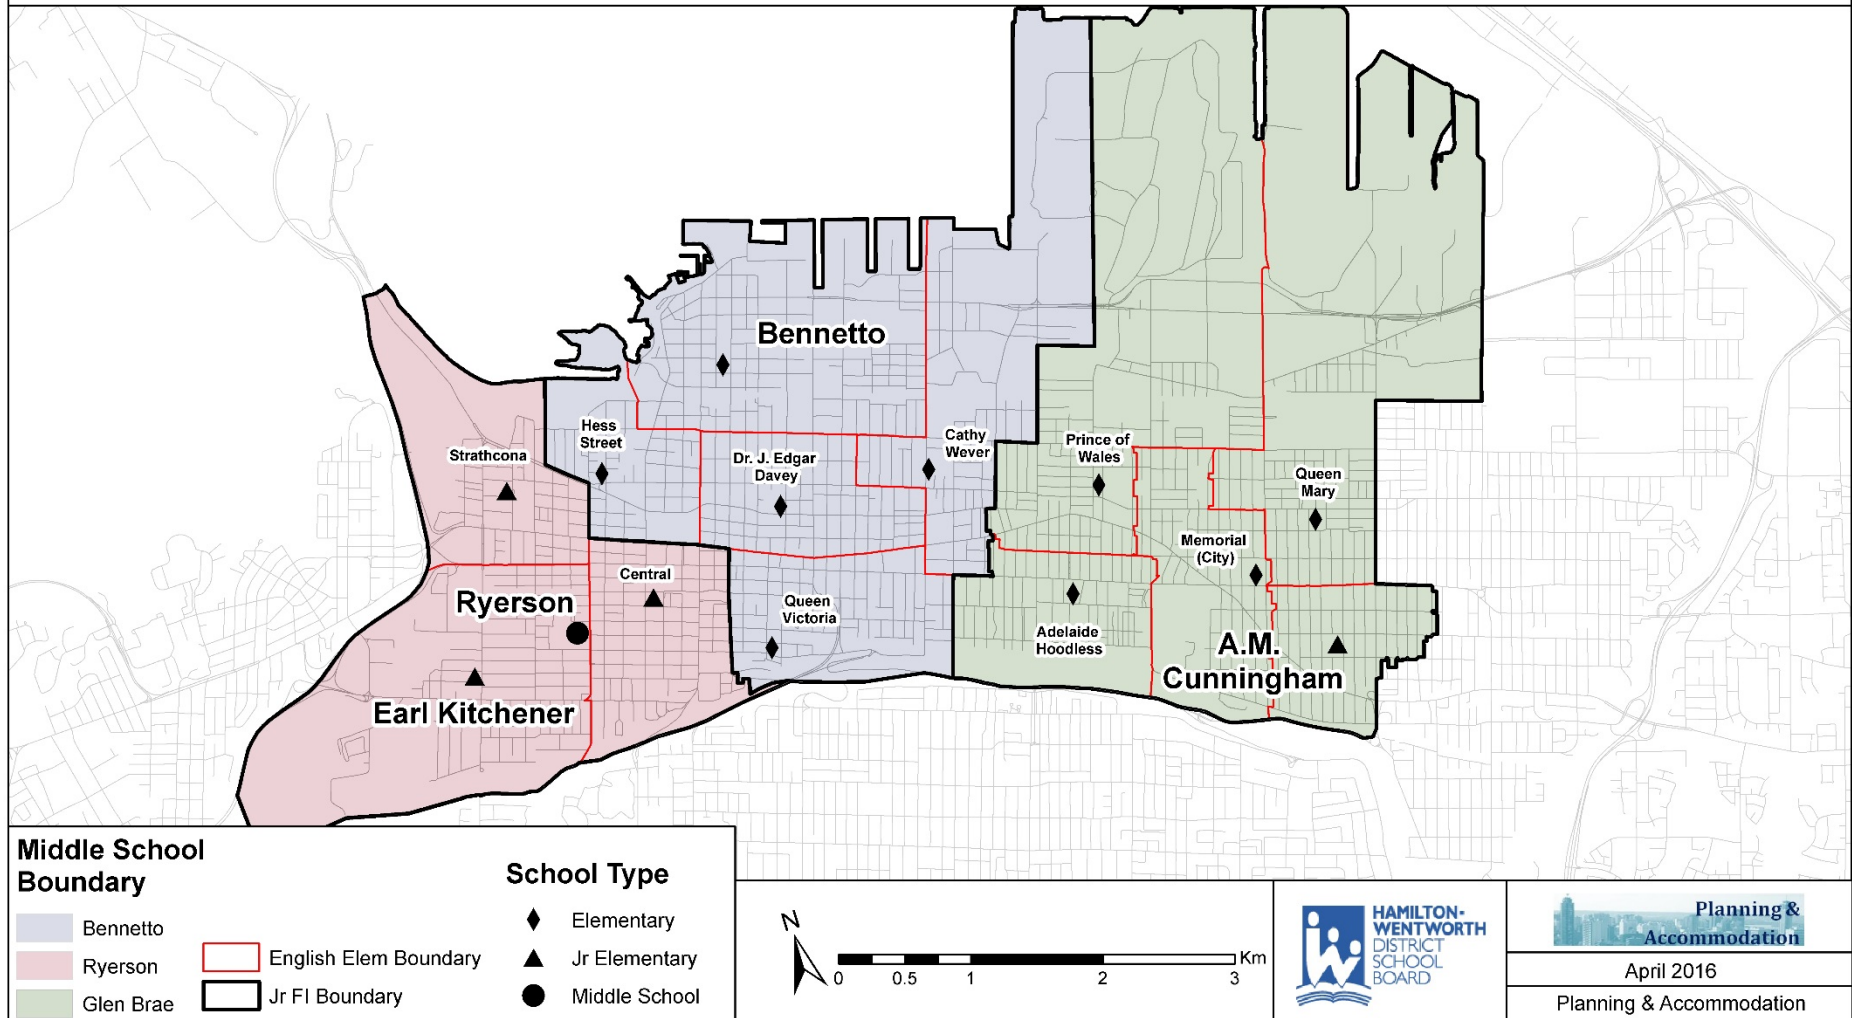 Bennetto
Hess
Street
Cathy
Wever
Prince of
Wales
Strathcona
Dr. J. Edgar
Davey
Queen
Mary
Memorial
(City)
Central
Ryerson
Queen
Victoria
Adelaide
Hoodless
A.M.
Cunningham
Earl Kitchener
Middle School
Boundary
Bennetto
Ryerson
Glen Brae
English Elem Boundary
Jr FI Boundary
School Type
Elementary
Jr Elementary
Middle School
N
Km
0 0.5 1 2 3
HAMILTON-
WENTWORTH
DISTRICT
SCHOOL
BOARD
Planning &
Accommodation
April 2016
Planning & Accommodation